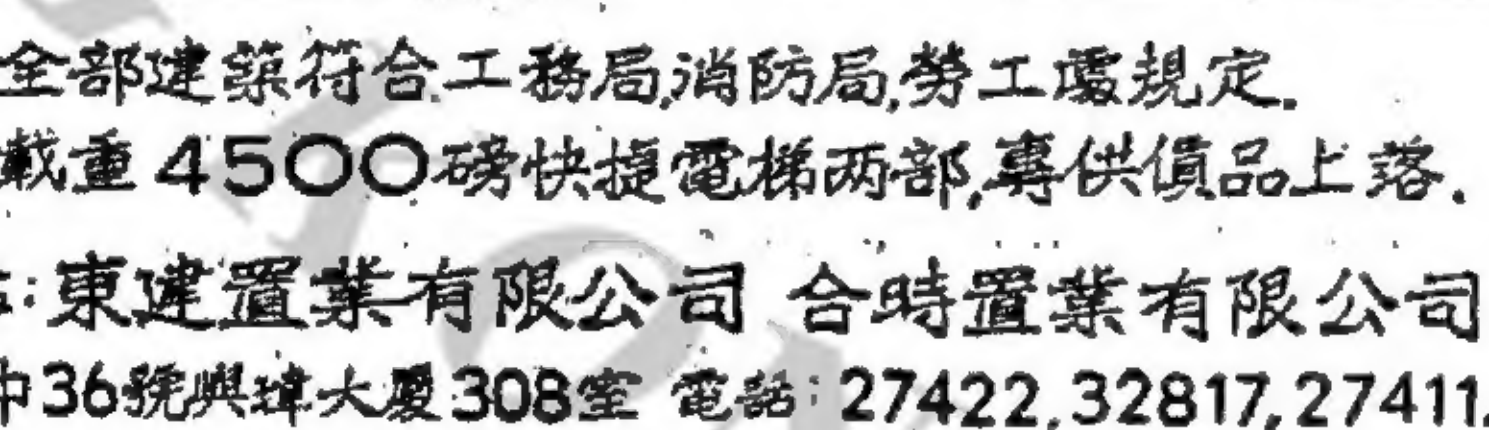 全部建築符合工務局,消防局,勞工處規定.
載重4500磅快捷電梯两部,專供貨品上落.
:東建置業有限公司 合時置業有限公司
中36號興瑋大廈308室 電話:27422,32817,27411,